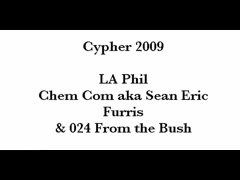 Cypher 2009
LA Phil
Chem Com aka Sean Eric
Furris
& 024 From the Bush